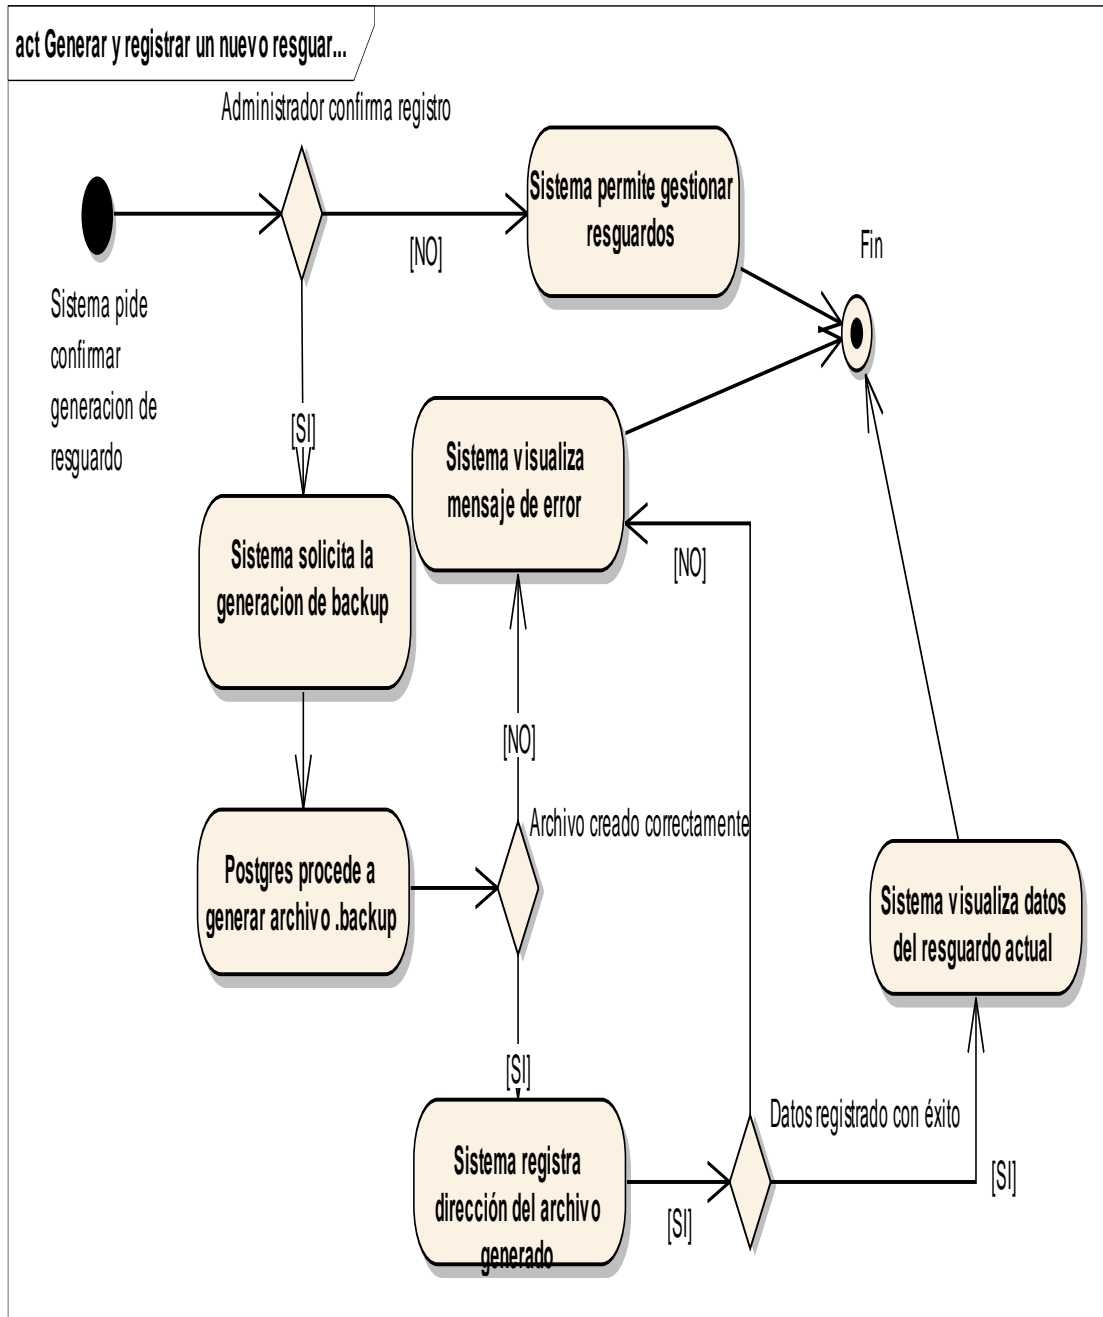 act Generar y registrar un nuevo resguar...
Administrador confirma registro
Sistema permite gestionar
resguardos
[NO]
Fin
Sistema pide
confirmar
generacion de
resguardo
[SI]
Sistema visualiza
mensaje de error
[NO]
Sistema solicita la
generacion de backup
[NO]
Archivo creado correctamente
Postgres procede a
generar archivo .backup
Sistema visualiza datos
del resguardo actual
[SI]
Datos registrado con éxito
Sistema registra
dirección del archivo
generado
[SI]
[SI]